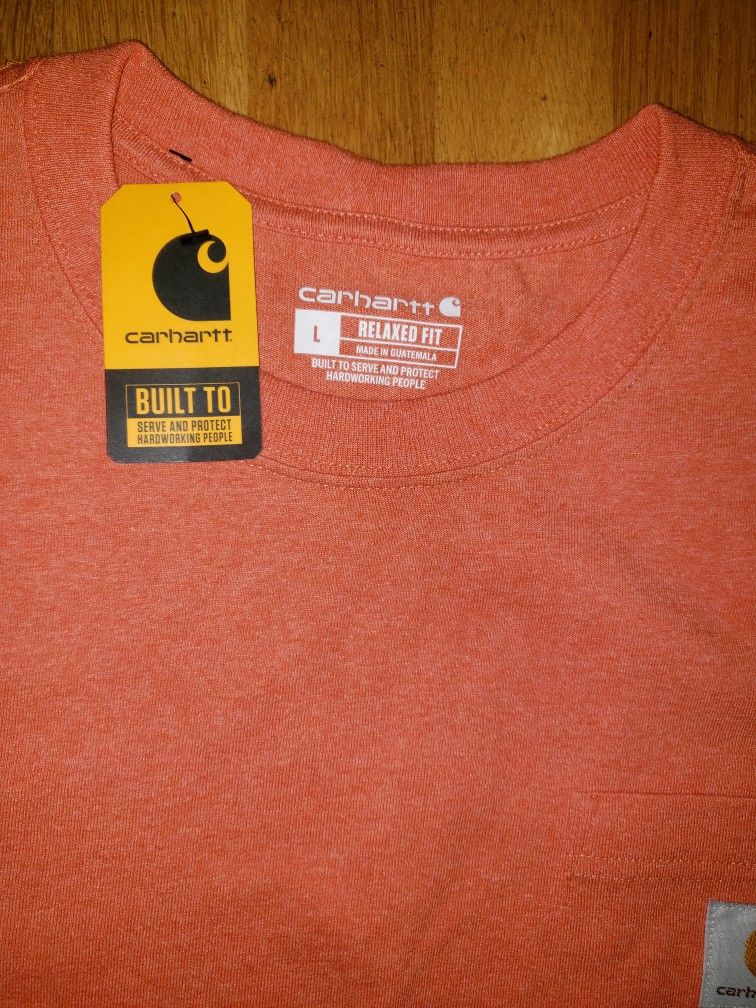 carhartt
BUILT TO
SERVE AND PROTECT
HARDWORKING PEOPLE
carhartt
L RELAXED FIT
MADE IN GUATEMALA
BUILT TO SERVE AND PROTECT
HARDWORKING PEOPLE
carh